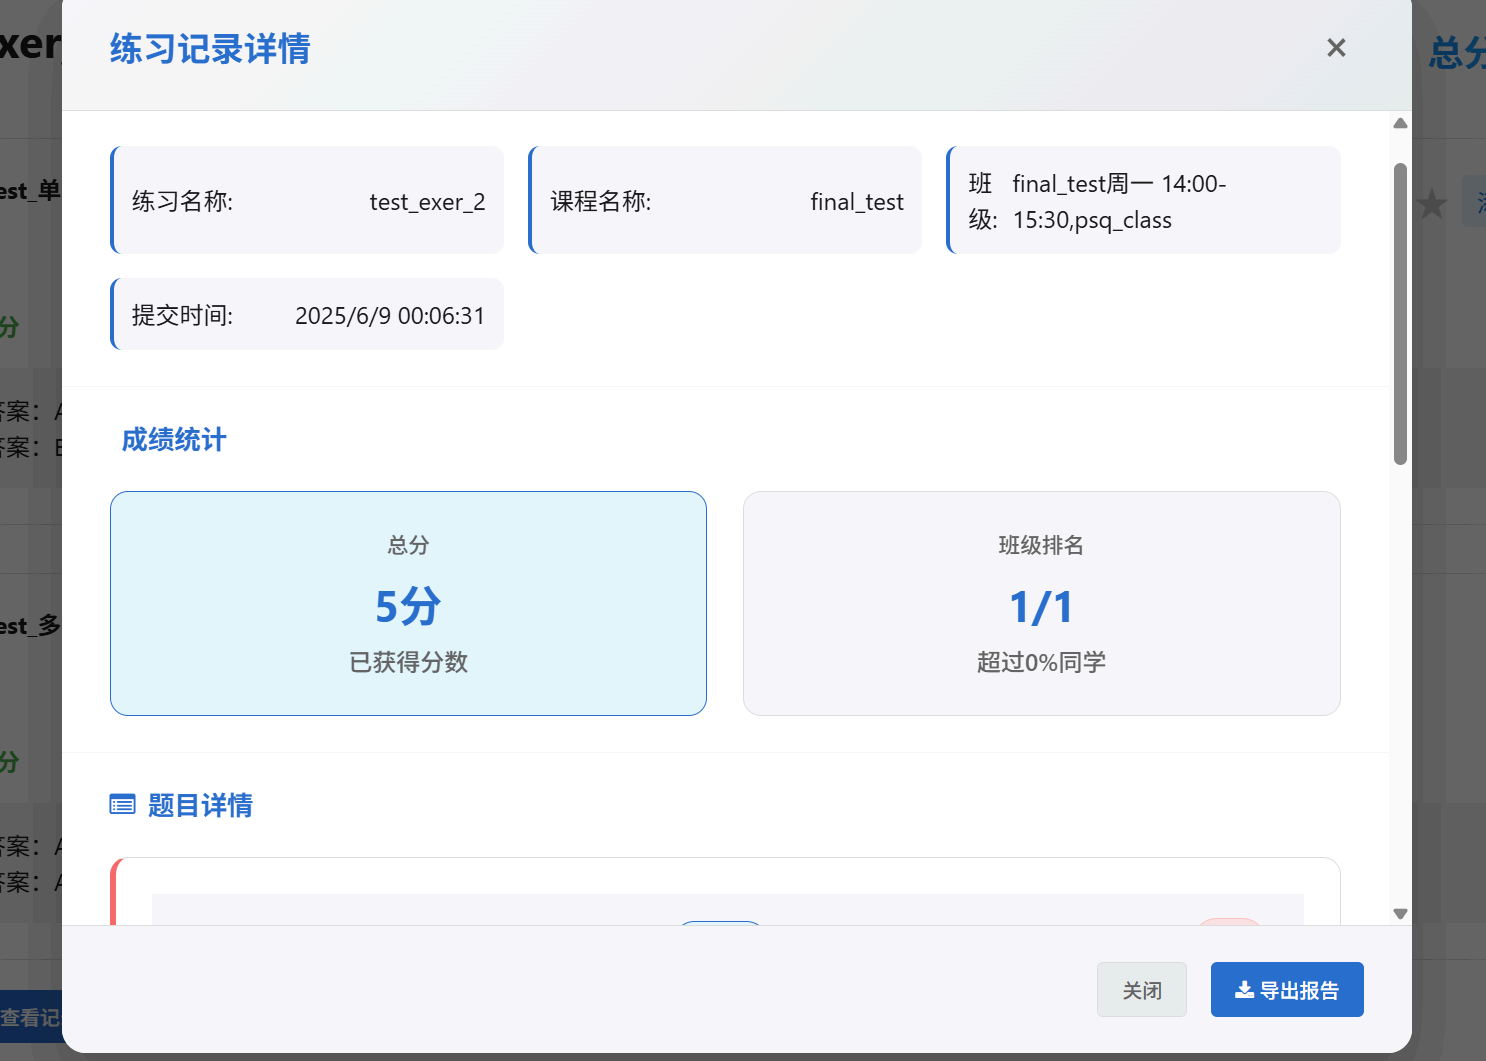 练习记录详情
×
练习名称:
test_exer_2
课程名称:
final_test
班级:
final_test周一 14:00-
15:30,psq_class
提交时间:
2025/6/9 00:06:31
成绩统计
总分
5分
已获得分数
班级排名
1/1
超过0%同学
题目详情
关闭
导出报告
xer_
总分
est_单
分
答案：A
答案：B
est_多
分
答案：A
答案：A
查看记